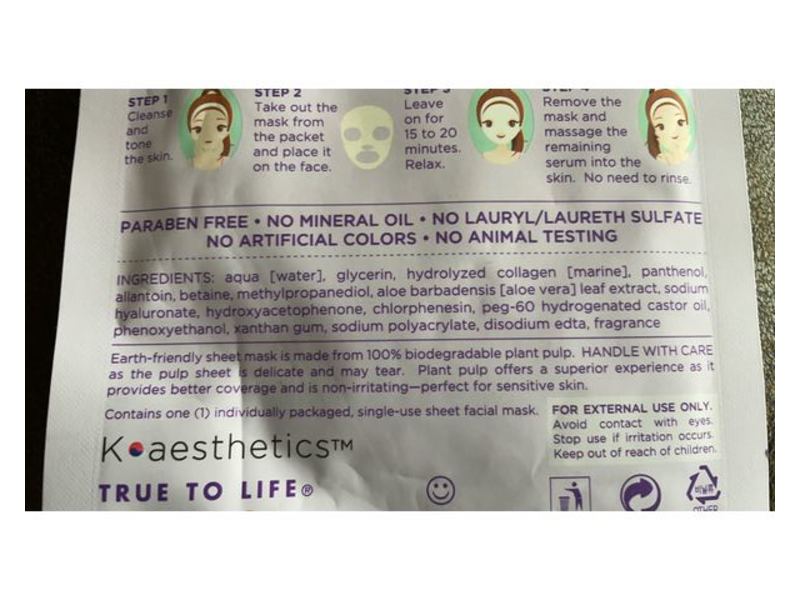 STEP 1
Cleanse
and
tone
the skin.
STEP 2
Take out the
mask from
the packet
and place it
on the face.
STEP 3
Leave
on for
15 to 20
minutes.
Relax.
STEP 4
Remove the
mask and
massage the
remaining
serum into the
skin. No need to rinse.
PARABEN FREE • NO MINERAL OIL • NO LAURYL/LAURETH SULFATE
NO ARTIFICIAL COLORS • NO ANIMAL TESTING
INGREDIENTS: aqua [water], glycerin, hydrolyzed collagen [marine], panthenol,
allantoin, betaine, methylpropanediol, aloe barbadensis [aloe vera] leaf extract, sodium
hyaluronate, hydroxyacetophenone, chlorphenesin, peg-60 hydrogenated castor oil,
phenoxyethanol, xanthan gum, sodium polyacrylate, disodium edta, fragrance
Earth-friendly sheet mask is made from 100% biodegradable plant pulp. HANDLE WITH CARE
as the pulp sheet is delicate and may tear. Plant pulp offers a superior experience as it
provides better coverage and is non-irritating—perfect for sensitive skin.
Contains one (1) individually packaged, single-use sheet facial mask.
FOR EXTERNAL USE ONLY.
Avoid contact with eyes.
Stop use if irritation occurs.
Keep out of reach of children.
K aesthetics™
TRUE TO LIFE®
비닐류
OTHER